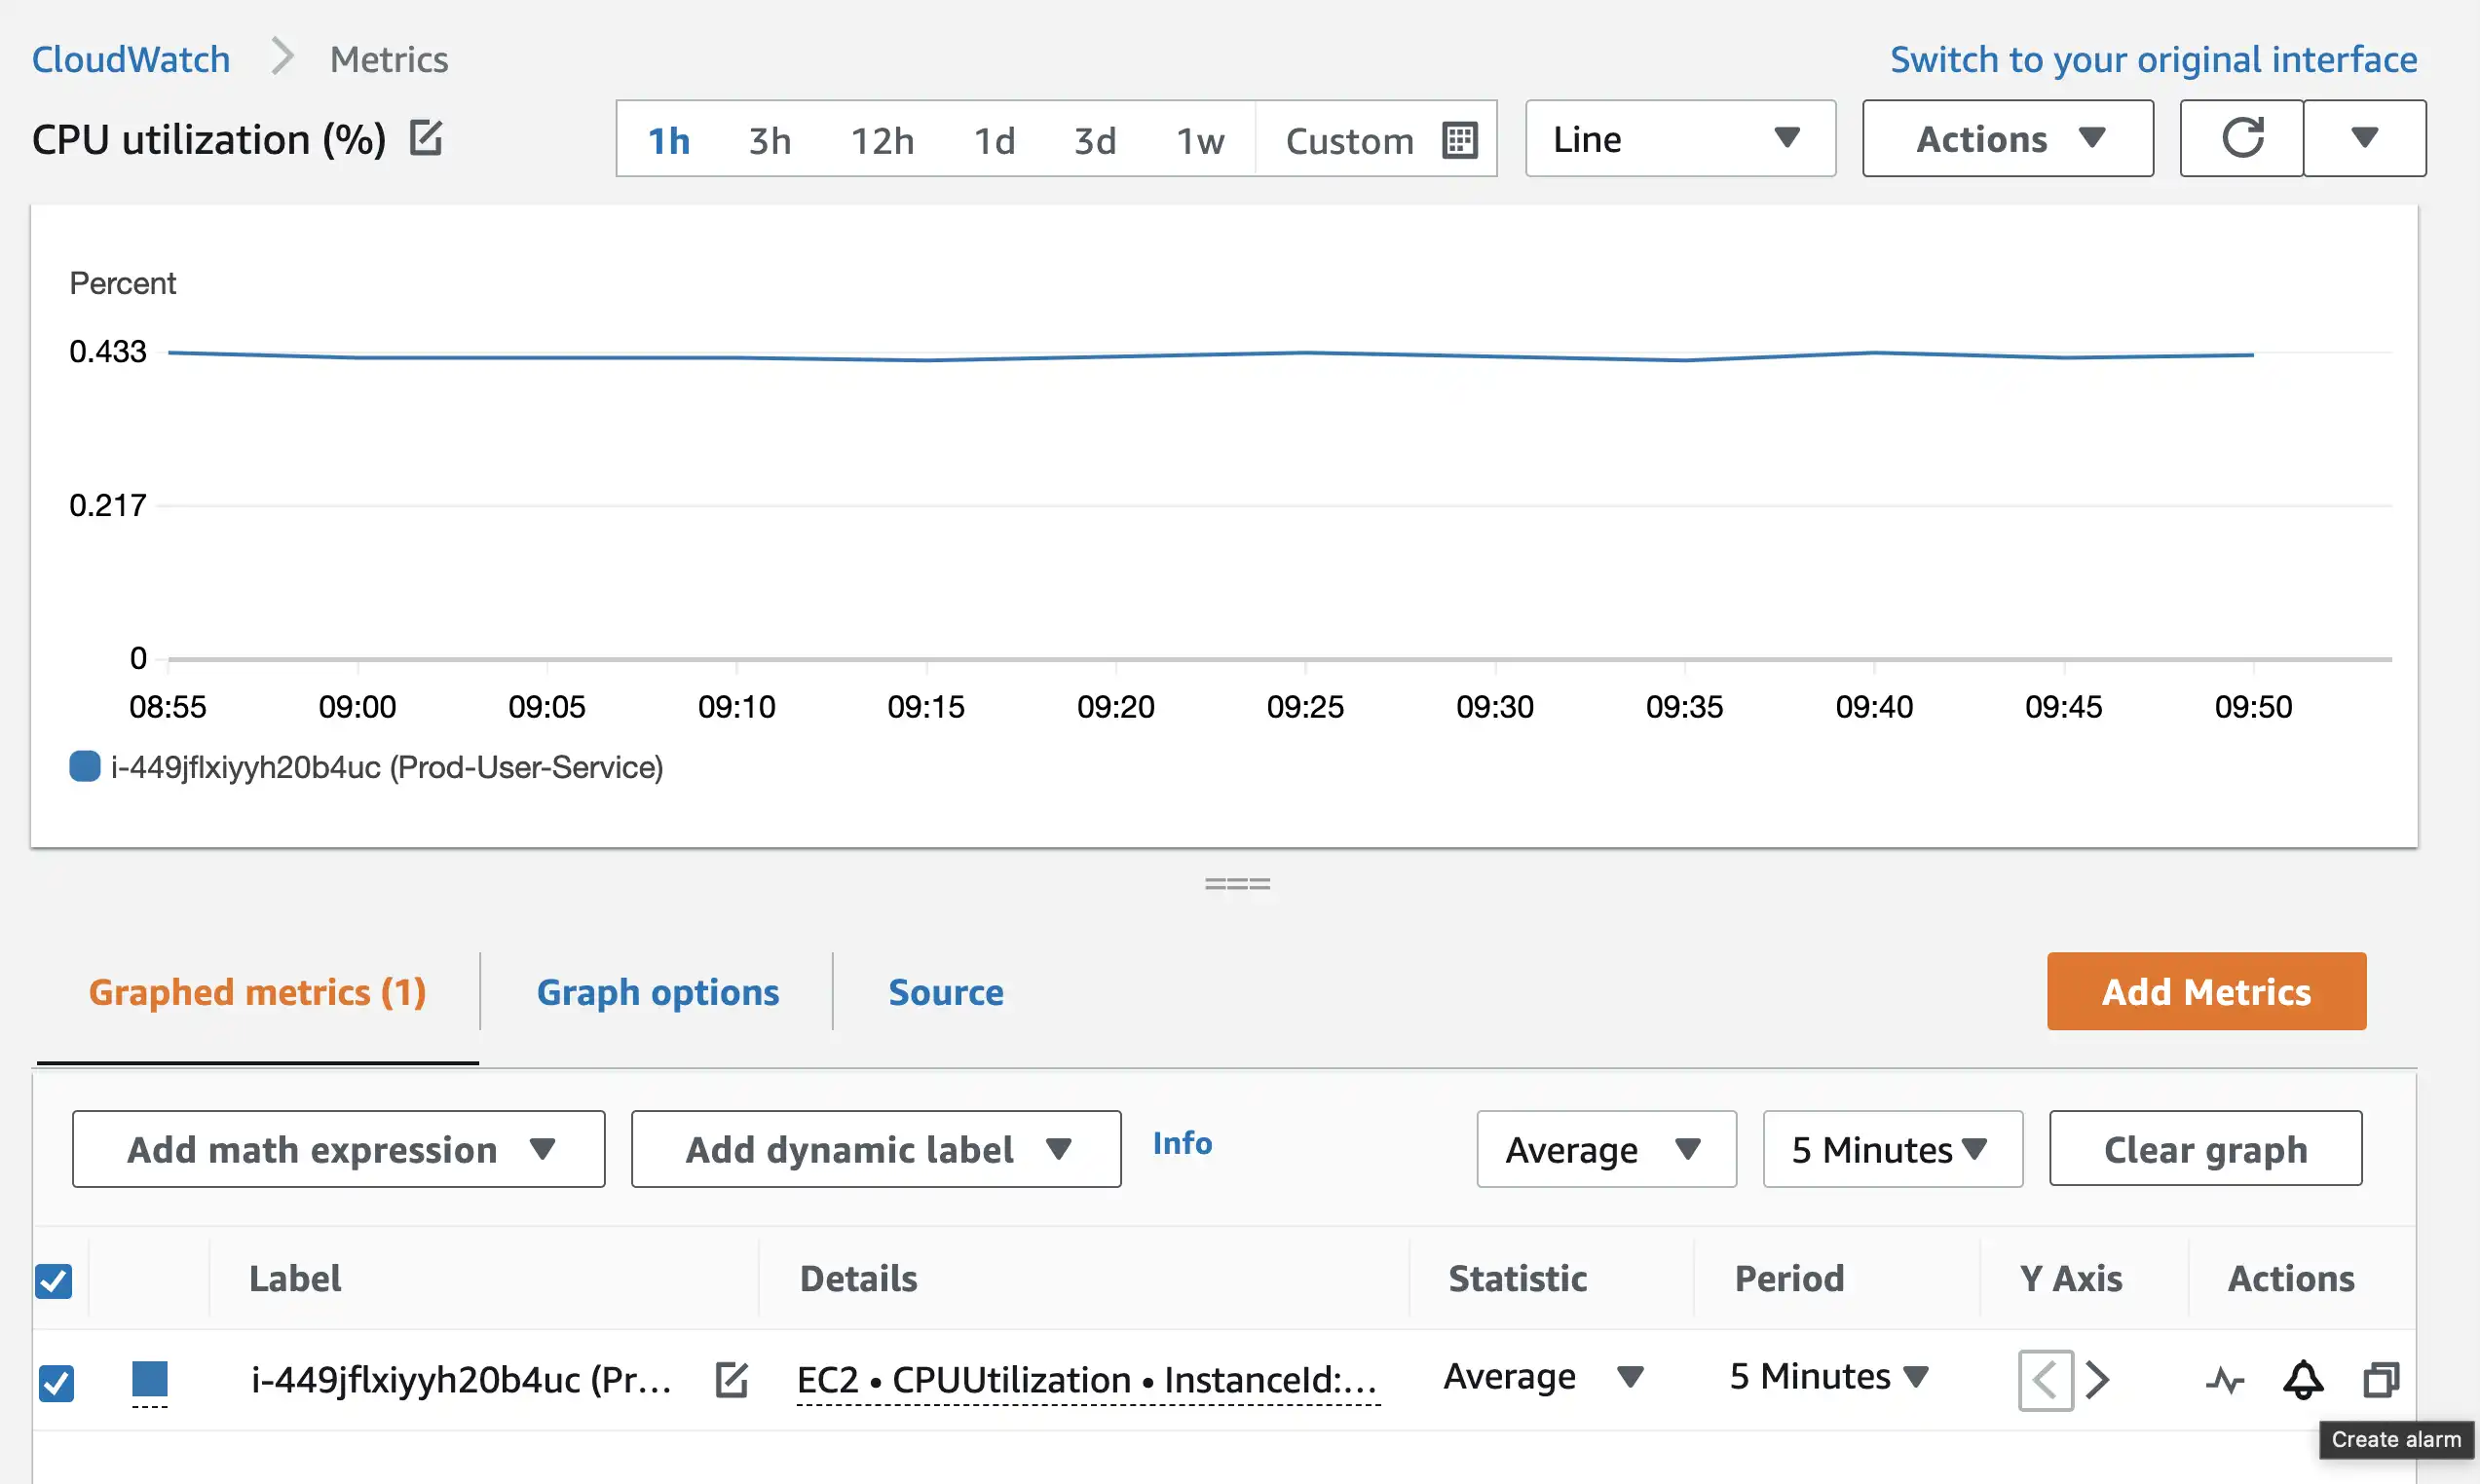 CloudWatch Metrics Switch to your original interface
CPU utilization (%) 1h 3h 12h 1d 3d 1w Custom Line Actions
Percent
0.433
0.217
0
08:55 09:00 09:05 09:10 09:15 09:20 09:25 09:30 09:35 09:40 09:45 09:50
i-449jflxiyyh20b4uc (Prod-User-Service)
Graphed metrics (1) Graph options Source Add Metrics
Add math expression Add dynamic label Info Average 5 Minutes Clear graph
Label Details Statistic Period Y Axis Actions
i-449jflxiyyh20b4uc (Pr... EC2 • CPUUtilization • InstanceId:... Average 5 Minutes
Create alarm